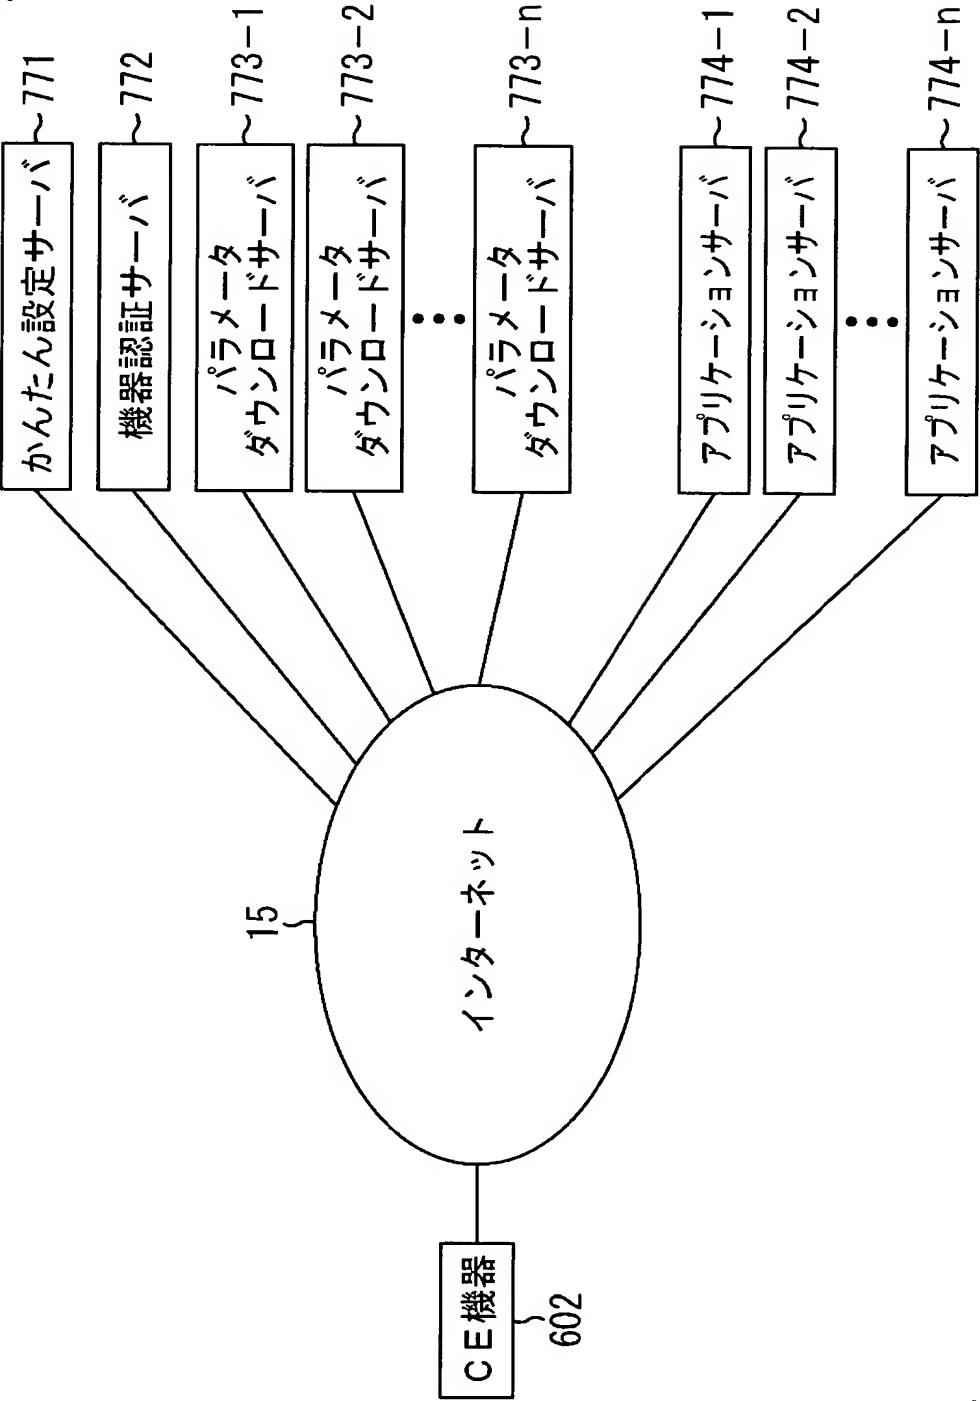 かんたん設定サーバ
771
機器認証サーバ
772
パラメータ
ダウンロードサーバ
773-1
パラメータ
ダウンロードサーバ
773-2
パラメータ
ダウンロードサーバ
773-n
アプリケーションサーバ
774-1
アプリケーションサーバ
774-2
アプリケーションサーバ
774-n
15
インターネット
CE機器
602